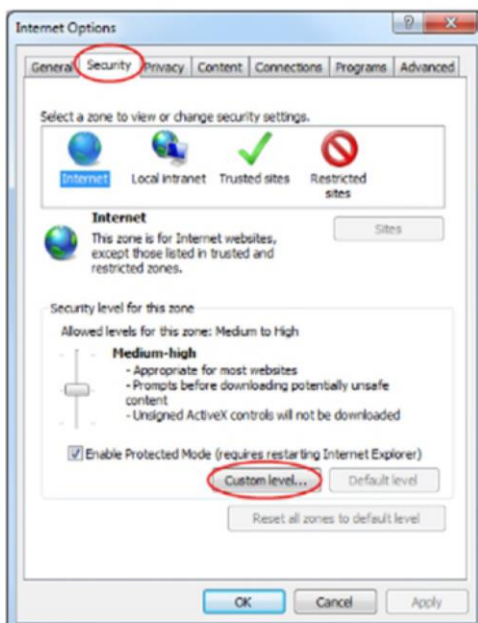 Internet Options
General Security Privacy Content Connections Programs Advanced
Select a zone to view or change security settings.
Internet Local intranet Trusted sites Restricted
sites
Internet
Sites
This zone is for Internet websites,
except those listed in trusted and
restricted zones.
Security level for this zone
Allowed levels for this zone: Medium to High
Medium-high
- Appropriate for most websites
- Prompts before downloading potentially unsafe
content
- Unsigned ActiveX controls will not be downloaded
Enable Protected Mode (requires restarting Internet Explorer)
Custom level... Default level
Reset all zones to default level
OK Cancel Apply